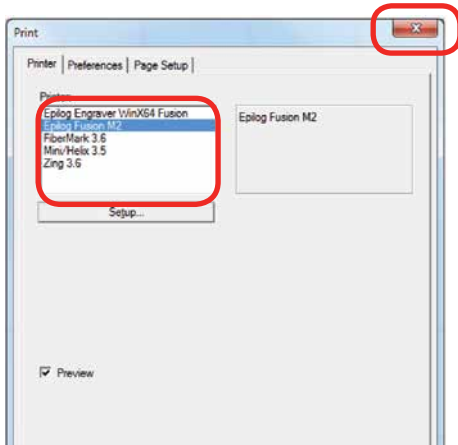 Print
Printer Preferences Page Setup
Printer:
Epilog Engraver WinX64 Fusion
Epilog Fusion M2
FiberMark 3.6
Mini/Helix 3.5
Zing 3.6
Epilog Fusion M2
Setup...
Preview